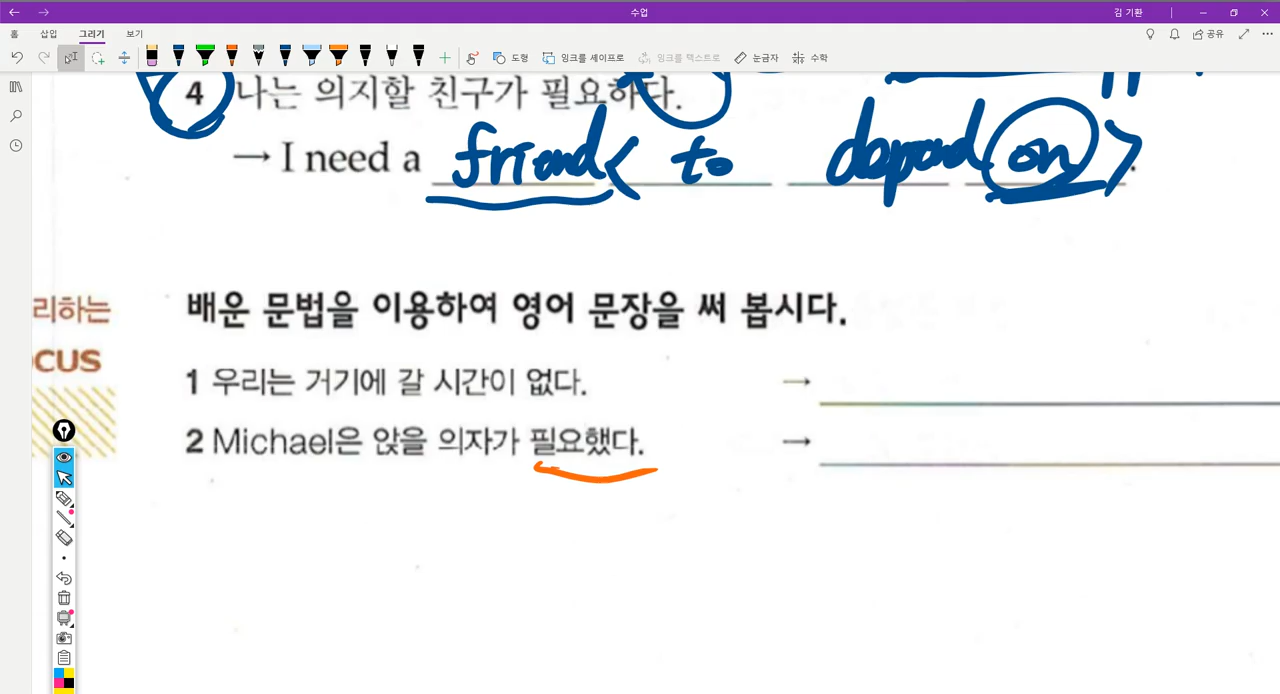 수업
김 기환
홈 삽입 그리기 보기
공유
도형 잉크를 셰이프로 잉크를 텍스트로 눈금자 수학
4 나는 의지할 친구가 필요하다.
→ I need a friend < to depend on > .
리하는
배운 문법을 이용하여 영어 문장을 써 봅시다.
OCUS
1 우리는 거기에 갈 시간이 없다. →
2 Michael은 앉을 의자가 필요했다. →